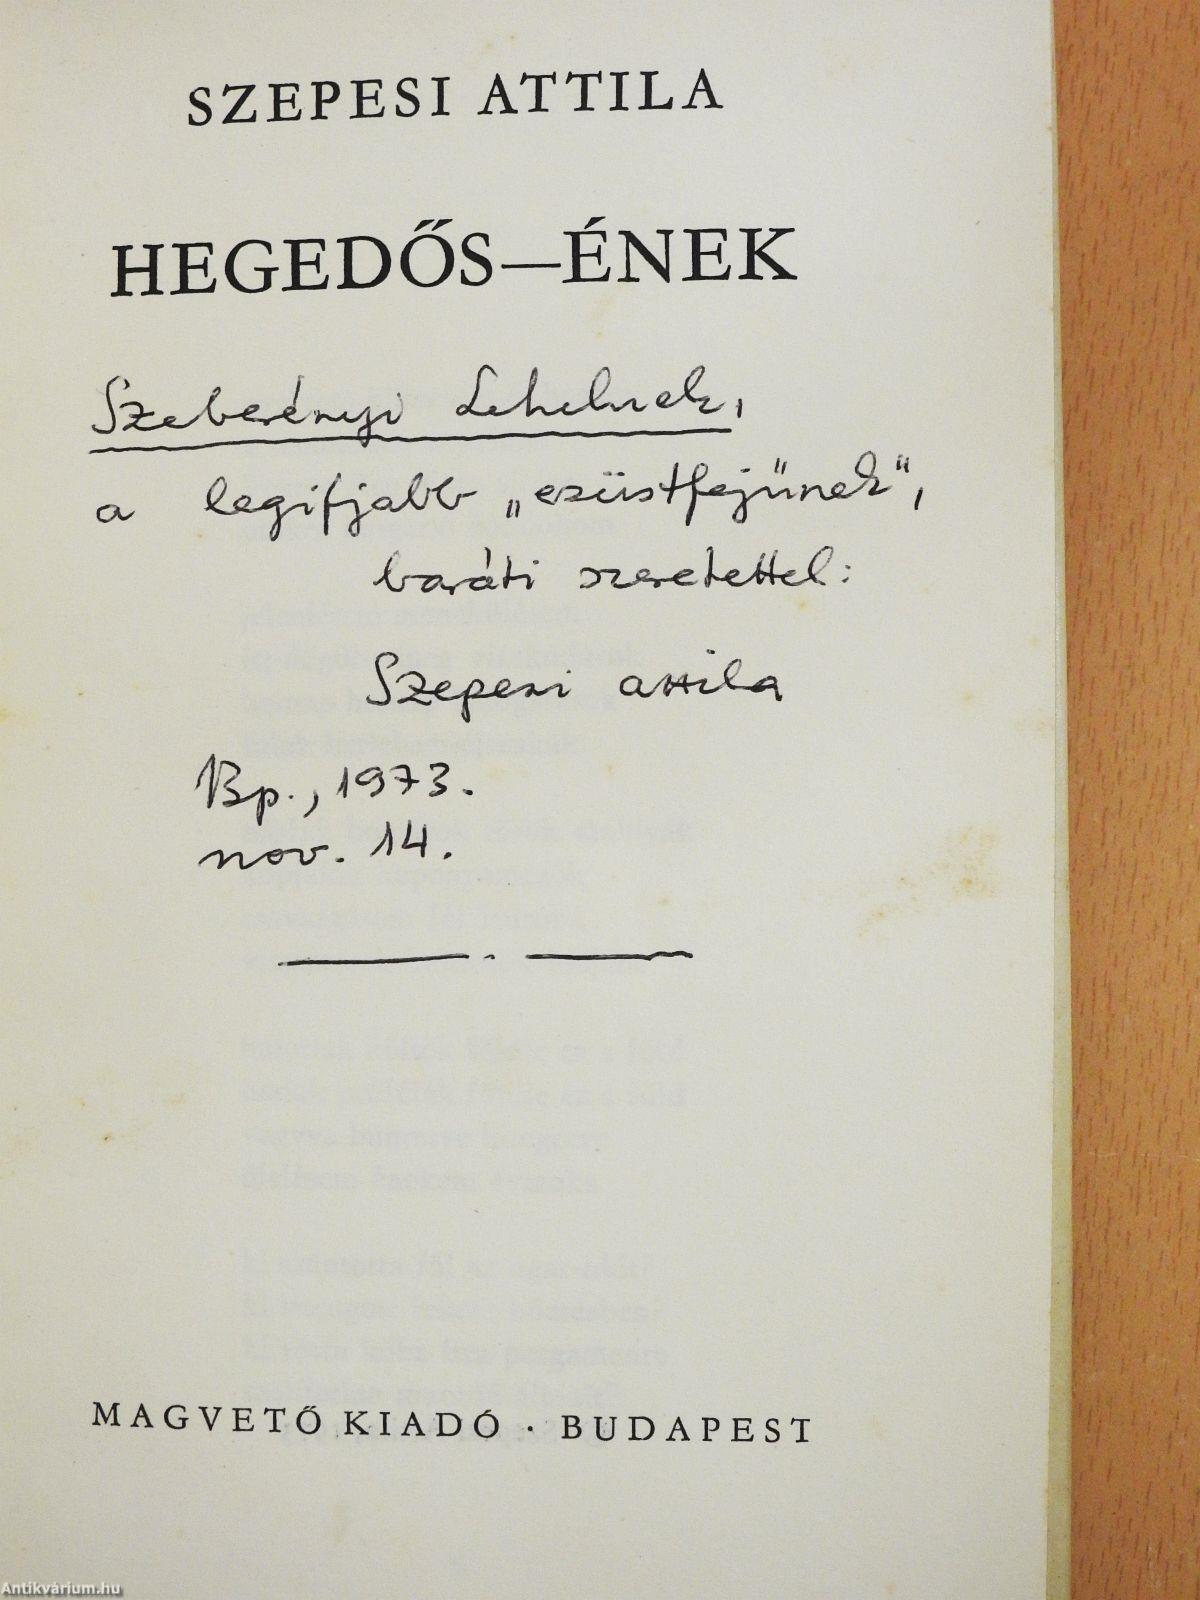 SZEPESI ATTILA
HEGEDŐS—ÉNEK
Szeberényi Lehelnek,
a legifjabb „ezüstfejűnek",
baráti szeretettel:
Szepesi Attila
Bp., 1973.
nov. 14.
MAGVETŐ KIADÓ · BUDAPEST
Antikvárium.hu